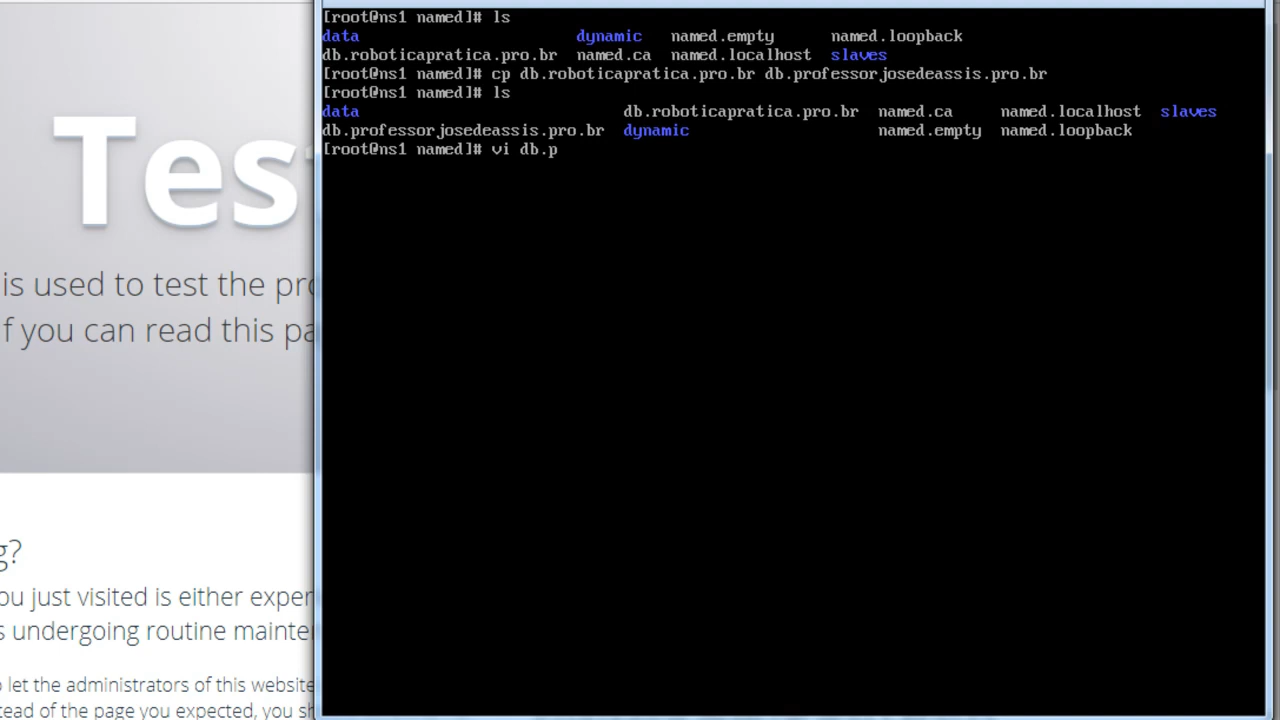 [root@ns1 named]# ls
data dynamic named.empty named.loopback
db.roboticapratica.pro.br named.ca named.localhost slaves
[root@ns1 named]# cp db.roboticapratica.pro.br db.professorjosedeassis.pro.br
[root@ns1 named]# ls
data db.roboticapratica.pro.br named.ca named.localhost slaves
db.professorjosedeassis.pro.br dynamic named.empty named.loopback
[root@ns1 named]# vi db.p
Tes
is used to test the pro
f you can read this pa
g?
ou just visited is either exper
s undergoing routine mainte
o let the administrators of this website
tead of the page you expected, you sh